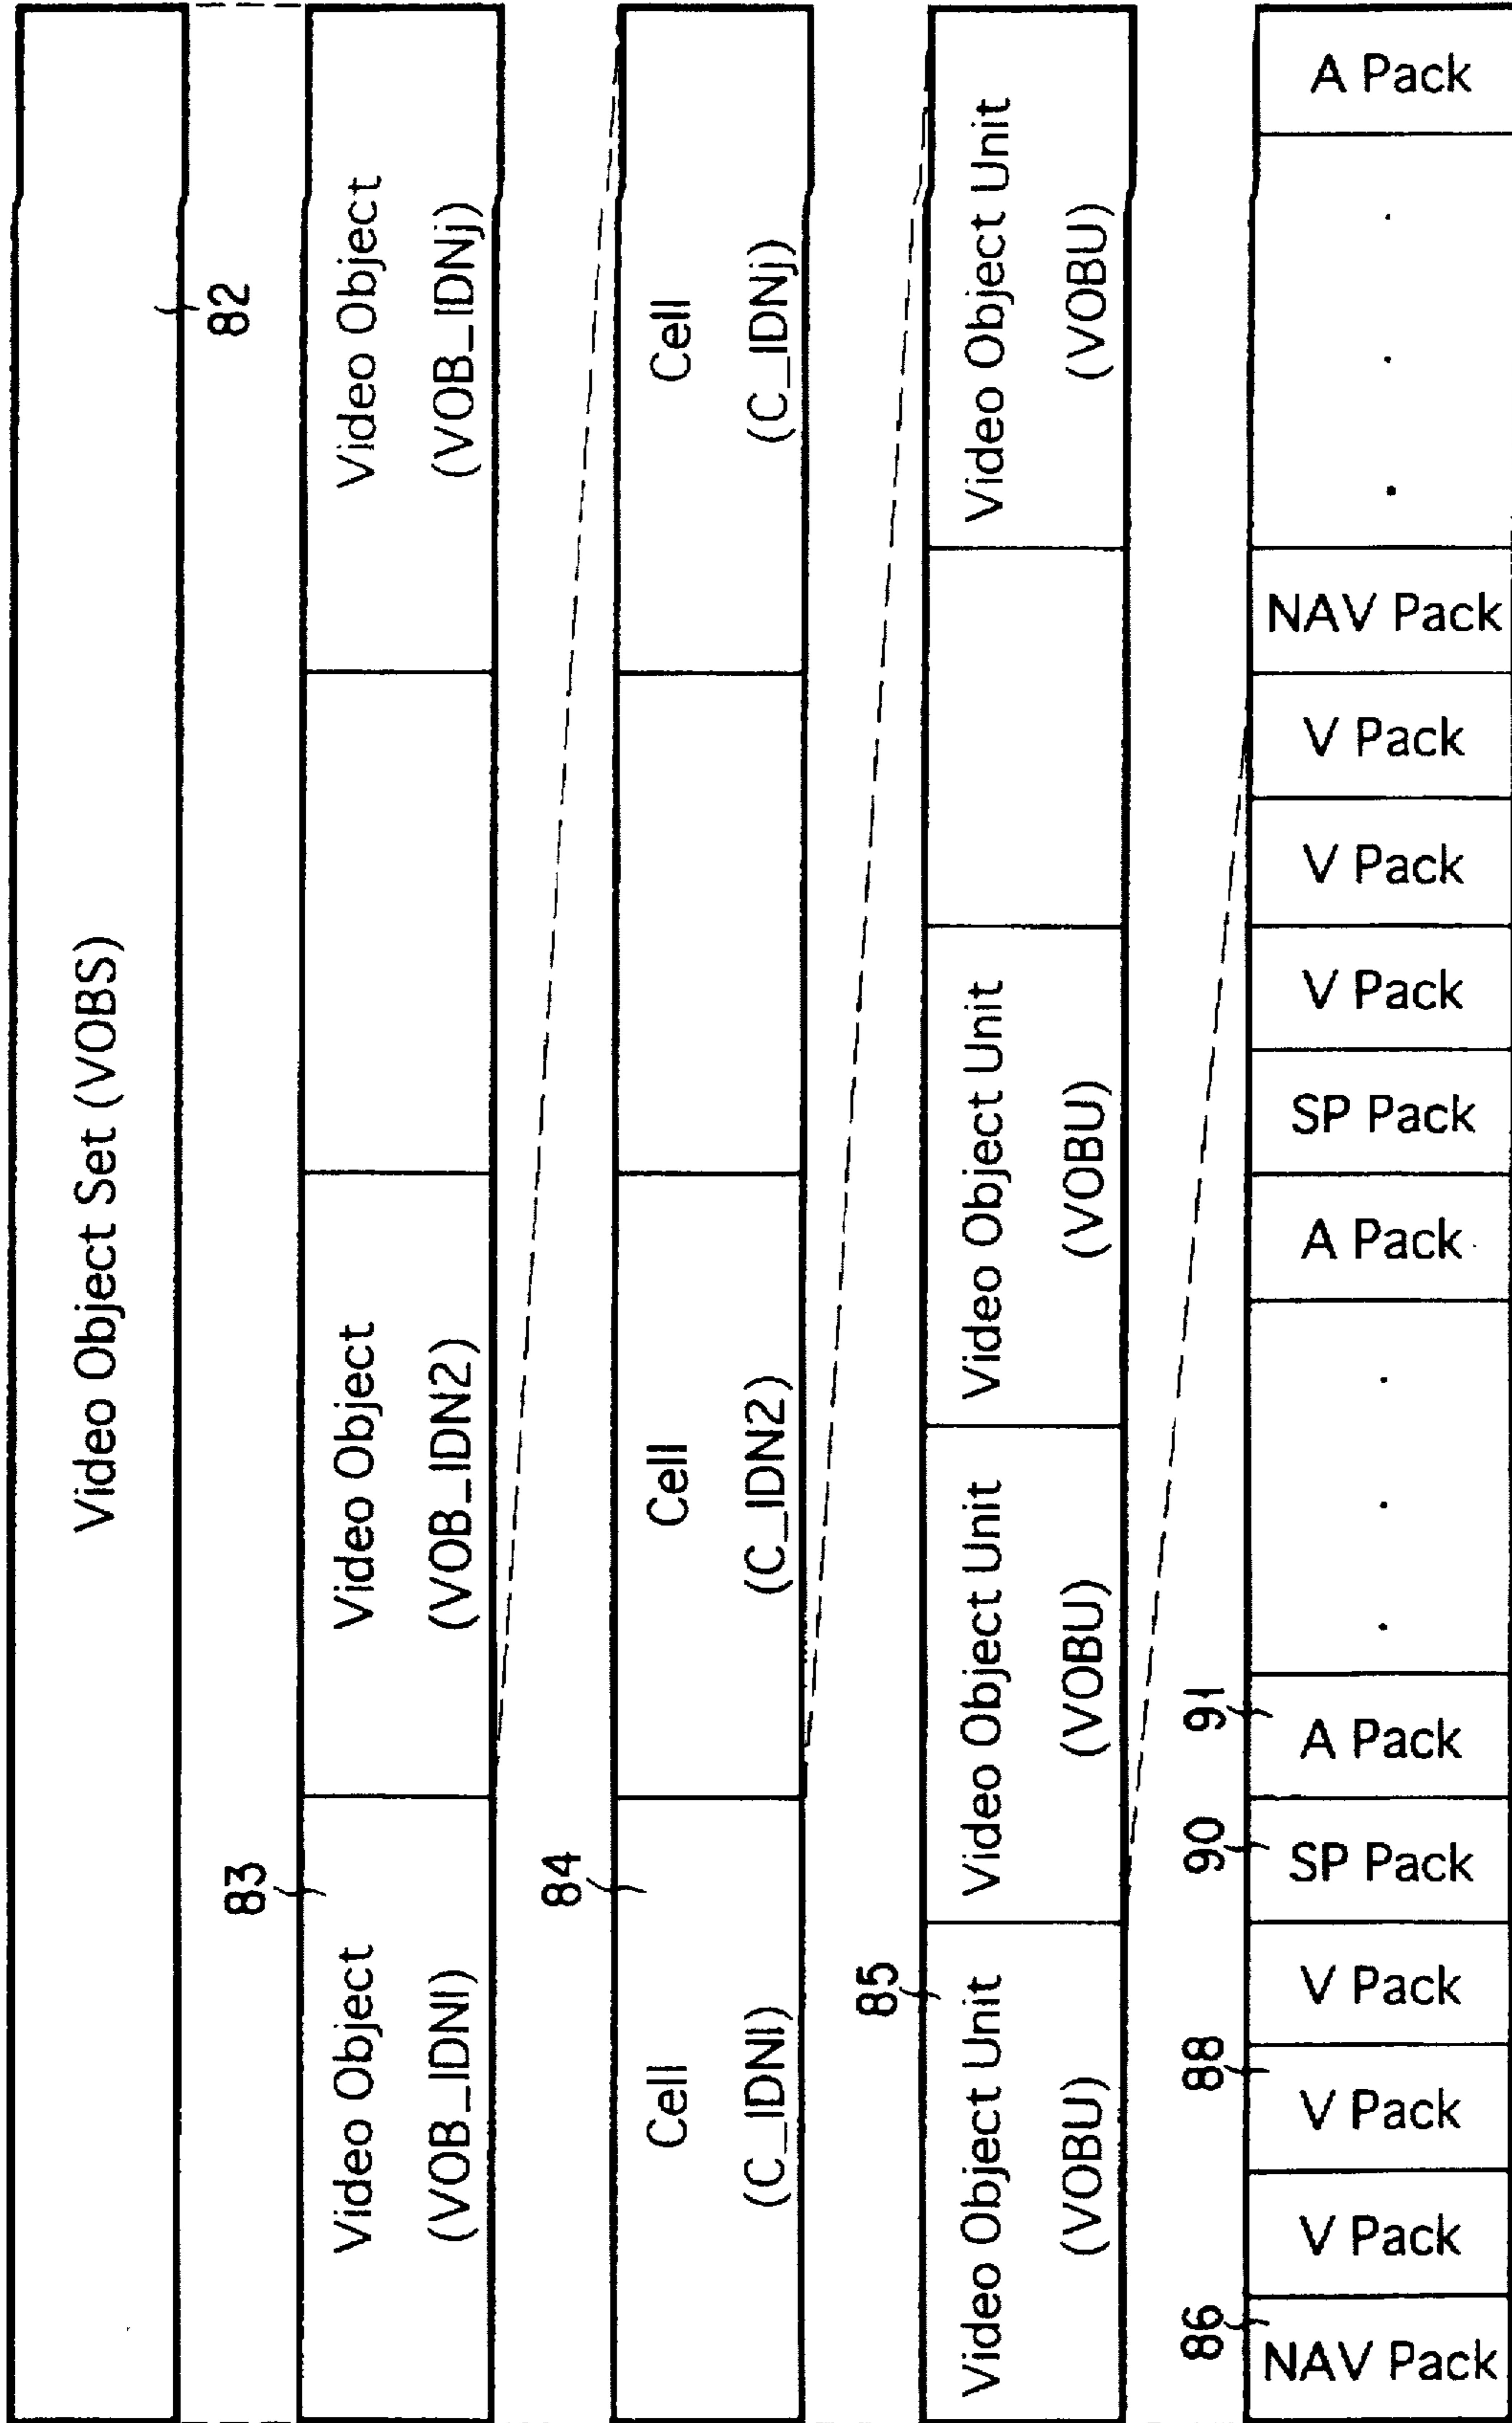 Video Object Set (VOBS)
82
83
Video Object
(VOB_IDN1)
Video Object
(VOB_IDN2)
Video Object
(VOB_IDNj)
84
Cell
(C_IDN1)
Cell
(C_IDN2)
Cell
(C_IDNj)
85
Video Object Unit
(VOBU)
Video Object Unit
(VOBU)
Video Object Unit
(VOBU)
Video Object Unit
(VOBU)
86
88
90
91
NAV Pack
V Pack
V Pack
V Pack
SP Pack
A Pack
. . .
A Pack
SP Pack
V Pack
V Pack
V Pack
NAV Pack
. . .
A Pack